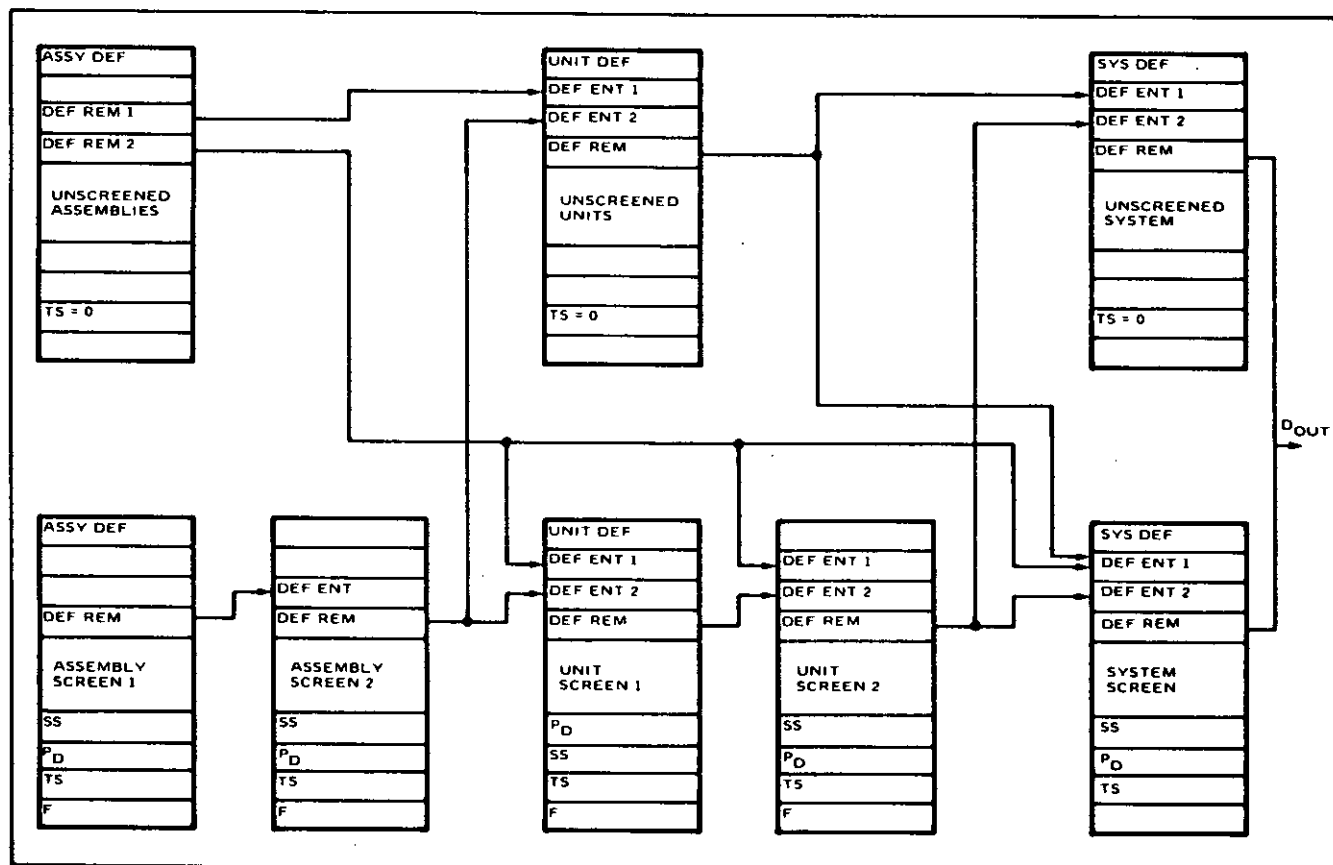 ASSY DEF
DEF REM 1
DEF REM 2
UNSCREENED
ASSEMBLIES
TS = 0
UNIT DEF
DEF ENT 1
DEF ENT 2
DEF REM
UNSCREENED
UNITS
TS = 0
SYS DEF
DEF ENT 1
DEF ENT 2
DEF REM
UNSCREENED
SYSTEM
TS = 0
DOUT
ASSY DEF
DEF REM
ASSEMBLY
SCREEN 1
SS
PD
TS
F
DEF ENT
DEF REM
ASSEMBLY
SCREEN 2
SS
PD
TS
F
UNIT DEF
DEF ENT 1
DEF ENT 2
DEF REM
UNIT
SCREEN 1
PD
SS
TS
F
DEF ENT 1
DEF ENT 2
DEF REM
UNIT
SCREEN 2
SS
PD
TS
F
SYS DEF
DEF ENT 1
DEF ENT 2
DEF REM
SYSTEM
SCREEN
SS
PD
TS